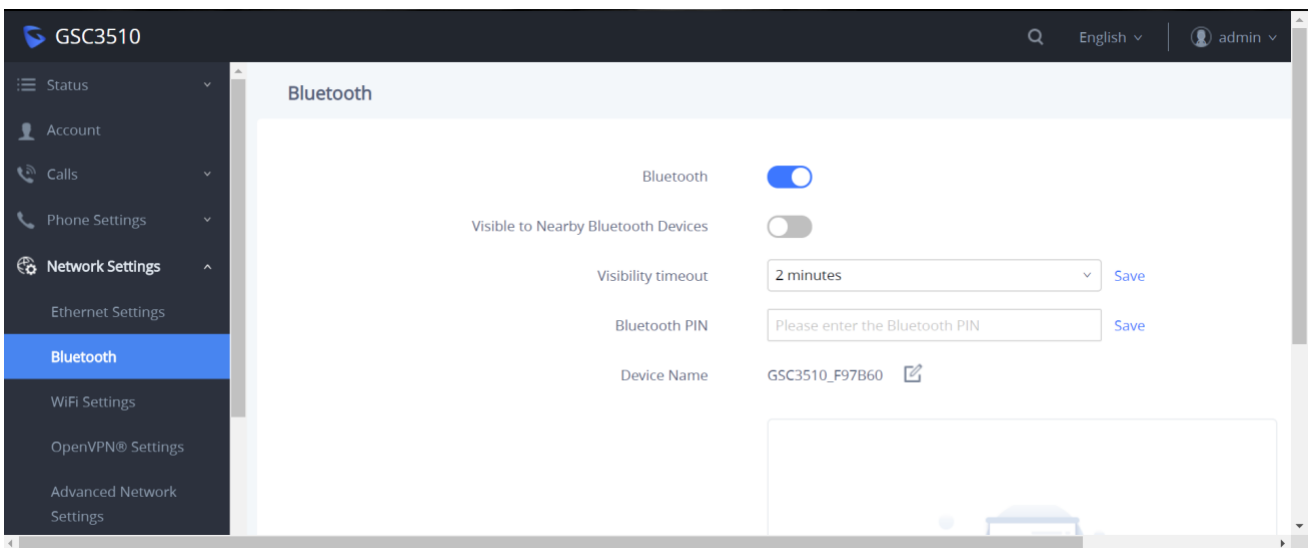 GSC3510
English
admin
Status
Account
Calls
Phone Settings
Network Settings
Ethernet Settings
Bluetooth
WiFi Settings
OpenVPN® Settings
Advanced Network
Settings
Bluetooth
Bluetooth
Visible to Nearby Bluetooth Devices
Visibility timeout
2 minutes
Save
Bluetooth PIN
Please enter the Bluetooth PIN
Save
Device Name
GSC3510_F97B60